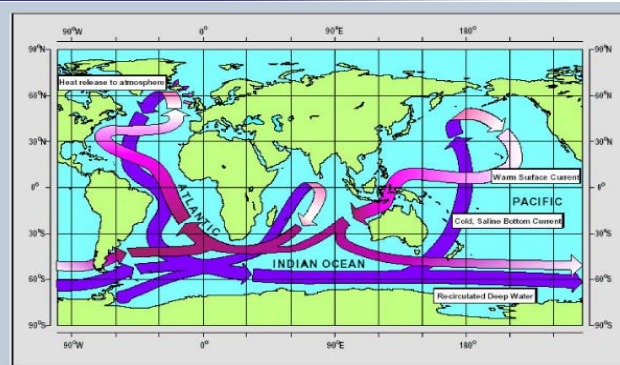 90°W 0° 90°E 180°
90°N 90°N
Heat release to atmosphere
60°N 60°N
30°N 30°N
Warm Surface Current
0° 0°
ATLANTIC
PACIFIC
Cold, Saline Bottom Current
30°S 30°S
INDIAN OCEAN
60°S 60°S
Recirculated Deep Water
90°S 90°S
90°W 0° 90°E 180°